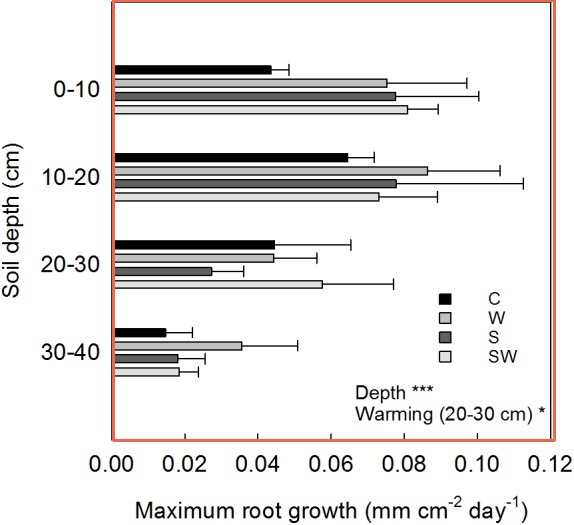 Soil depth (cm)
0-10
10-20
20-30
30-40
C
W
S
SW
Depth ***
Warming (20-30 cm) *
0.00 0.02 0.04 0.06 0.08 0.10 0.12
Maximum root growth (mm cm⁻² day⁻¹)